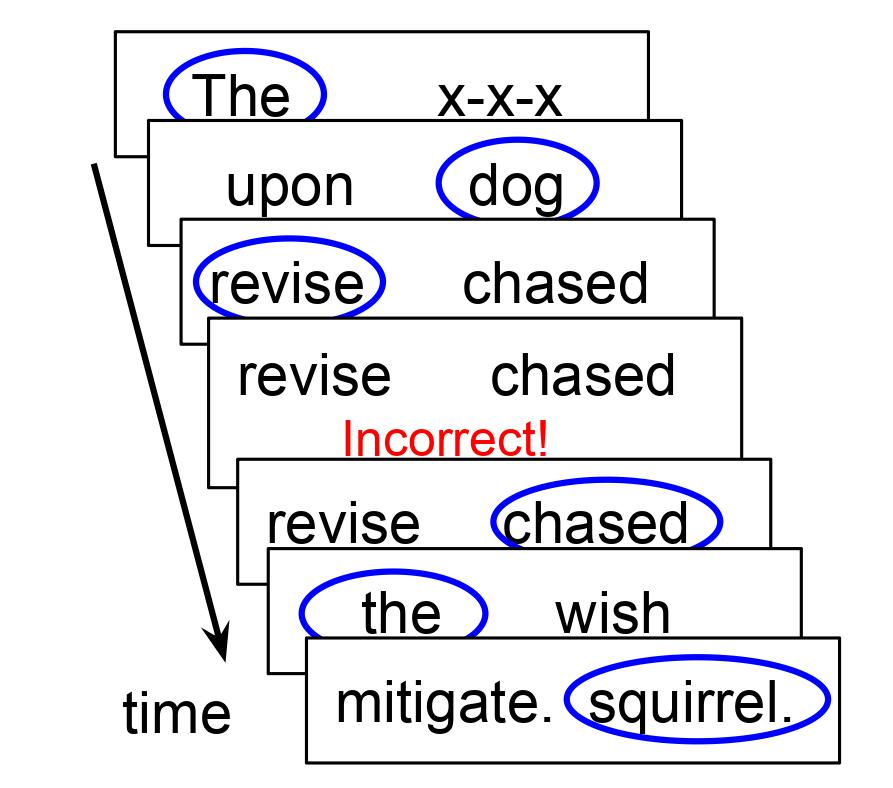 The x-x-x
upon dog
revise chased
revise chased
Incorrect!
revise chased
the wish
mitigate. squirrel.
time